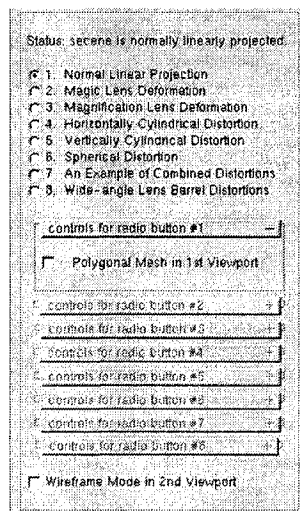 Status: secene is normally linearly projected
1. Normal Linear Projection
2. Magic Lens Deformation
3. Magnification Lens Deformation
4. Horizontally Cylindrical Distortion
5. Vertically Cylindrical Distortion
6. Spherical Distortion
7. An Example of Combined Distortions
8. Wide-angle Lens Barrel Distortions
controls for radio button #1 −
Polygonal Mesh in 1st Viewport
controls for radio button #2 +
controls for radio button #3 +
controls for radio button #4 +
controls for radio button #5 +
controls for radio button #6 +
controls for radio button #7 +
controls for radio button #8 +
Wireframe Mode in 2nd Viewport